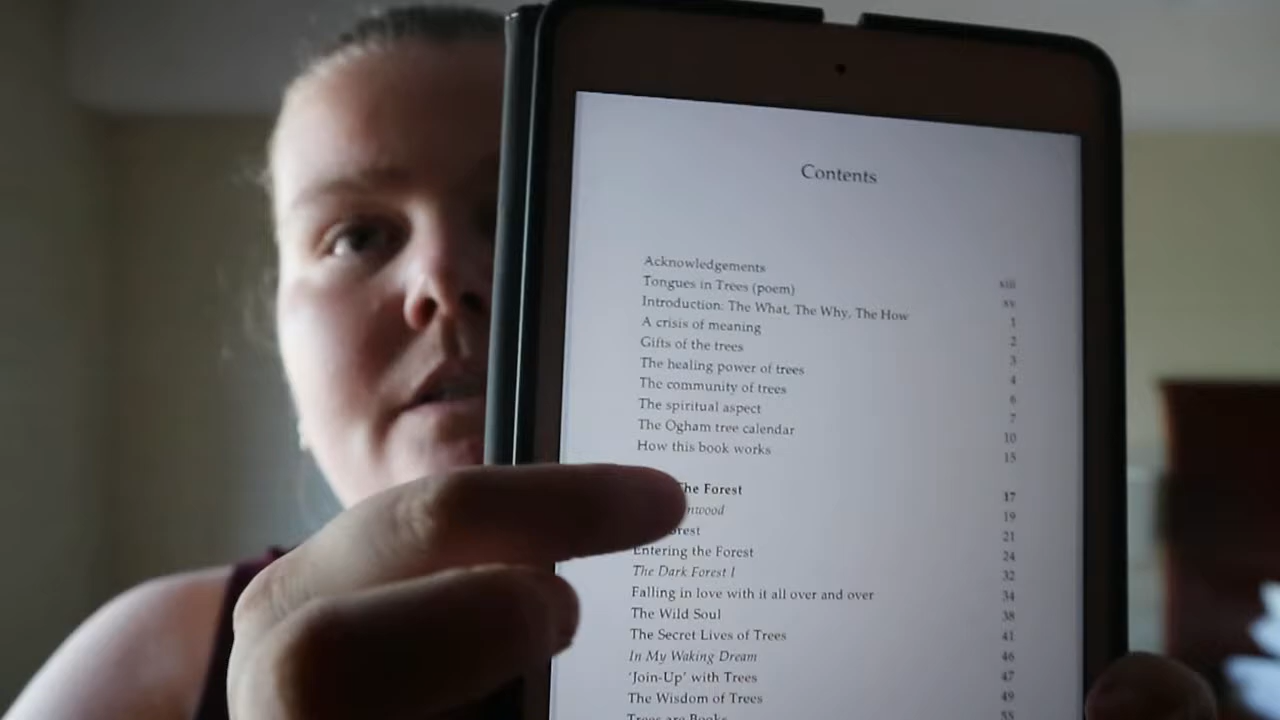 Contents
Acknowledgements xiii
Tongues in Trees (poem) xv
Introduction: The What, The Why, The How 1
A crisis of meaning 2
Gifts of the trees 3
The healing power of trees 4
The community of trees 6
The spiritual aspect 7
The Ogham tree calendar 10
How this book works 15
The Forest 17
19
21
Entering the Forest 24
The Dark Forest I 32
Falling in love with it all over and over 34
The Wild Soul 38
The Secret Lives of Trees 41
In My Waking Dream 46
'Join-Up' with Trees 47
The Wisdom of Trees 49
Trees are Books 55